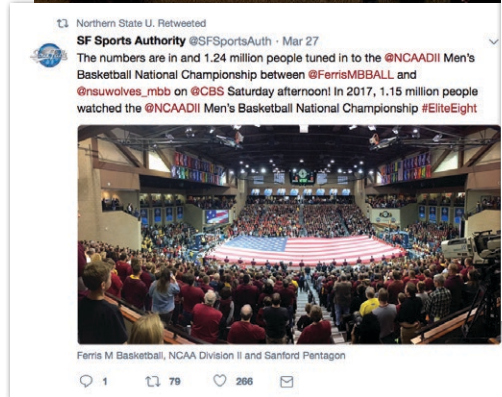 Northern State U. Retweeted
SF Sports Authority @SFSportsAuth · Mar 27
The numbers are in and 1.24 million people tuned in to the @NCAADII Men's
Basketball National Championship between @FerrisMBBALL and
@nsuwolves_mbb on @CBS Saturday afternoon! In 2017, 1.15 million people
watched the @NCAADII Men's Basketball National Championship #EliteEight
Ferris M Basketball, NCAA Division II and Sanford Pentagon
1 79 266